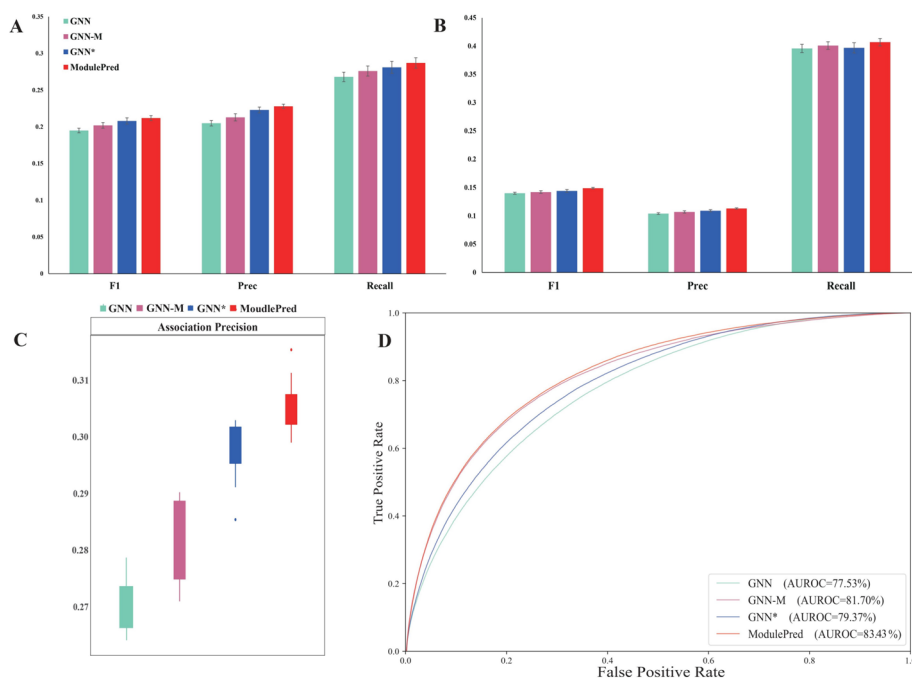 A
GNN
GNN-M
GNN*
ModulePred
0.35
0.3
0.25
0.2
0.15
0.1
0.05
0
F1
Prec
Recall
B
0.45
0.4
0.35
0.4
0.25
0.2
0.15
0.1
0.05
0
F1
Prec
Recall
GNN GNN-M GNN* MoudlePred
C
Association Precision
0.31
0.30
0.29
0.28
0.27
D
True Positive Rate
1.0
0.8
0.6
0.4
0.2
0.0
0.0 0.2 0.4 0.6 0.8 1.0
False Positive Rate
GNN (AUROC=77.53%)
GNN-M (AUROC=81.70%)
GNN* (AUROC=79.37%)
ModulePred (AUROC=83.43%)